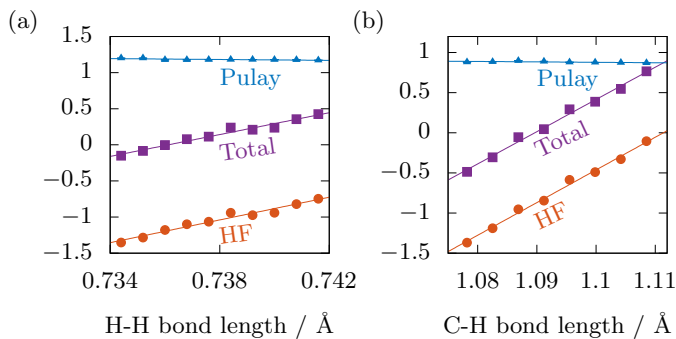 (a)
1.5
1
0.5
0
−0.5
−1
−1.5
Pulay
Total
HF
0.734
0.738
0.742
H-H bond length / Å
(b)
1
0.5
0
−0.5
−1
−1.5
Pulay
Total
HF
1.08
1.09
1.1
1.11
C-H bond length / Å